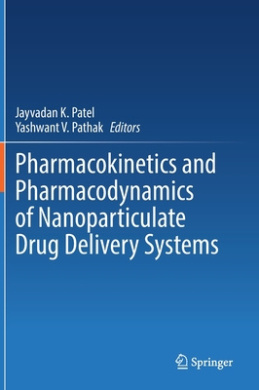 Jayvadan K. Patel
Yashwant V. Pathak Editors
Pharmacokinetics and
Pharmacodynamics
of Nanoparticulate
Drug Delivery Systems
Springer